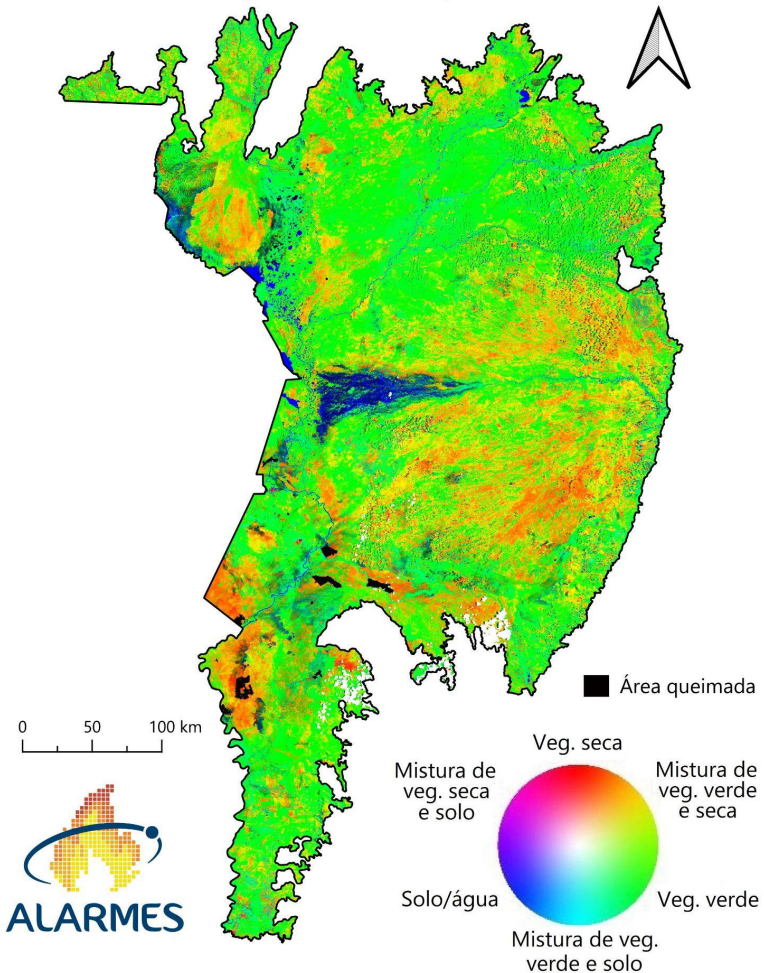 Área queimada
0 50 100 km
Veg. seca
Mistura de
veg. seca
e solo
Mistura de
veg. verde
e seca
Solo/água
Veg. verde
Mistura de veg.
verde e solo
ALARMES